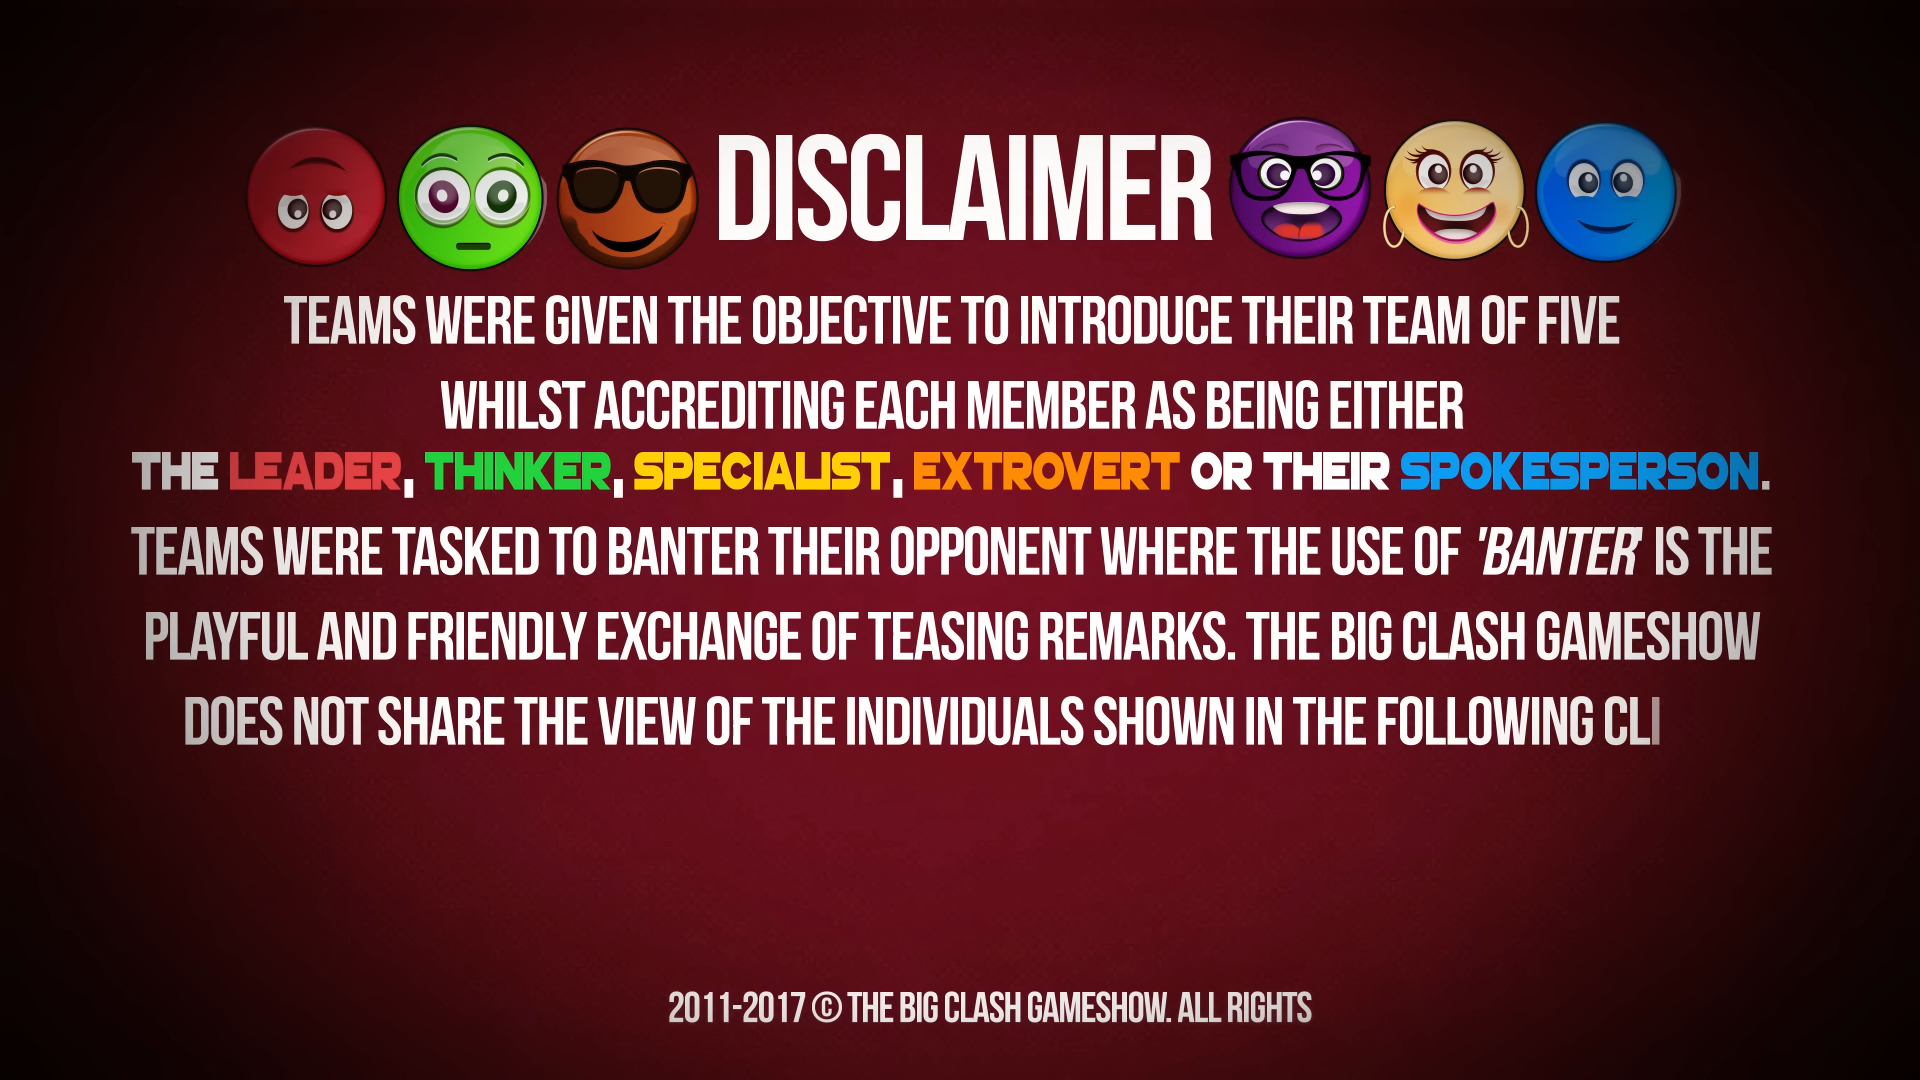 DISCLAIMER
TEAMS WERE GIVEN THE OBJECTIVE TO INTRODUCE THEIR TEAM OF FIVE
WHILST ACCREDITING EACH MEMBER AS BEING EITHER
THE LEADER, THINKER, SPECIALIST, EXTROVERT OR THEIR SPOKESPERSON.
TEAMS WERE TASKED TO BANTER THEIR OPPONENT WHERE THE USE OF 'BANTER' IS THE
PLAYFUL AND FRIENDLY EXCHANGE OF TEASING REMARKS. THE BIG CLASH GAMESHOW
DOES NOT SHARE THE VIEW OF THE INDIVIDUALS SHOWN IN THE FOLLOWING CLI
2011-2017 © THE BIG CLASH GAMESHOW. ALL RIGHTS